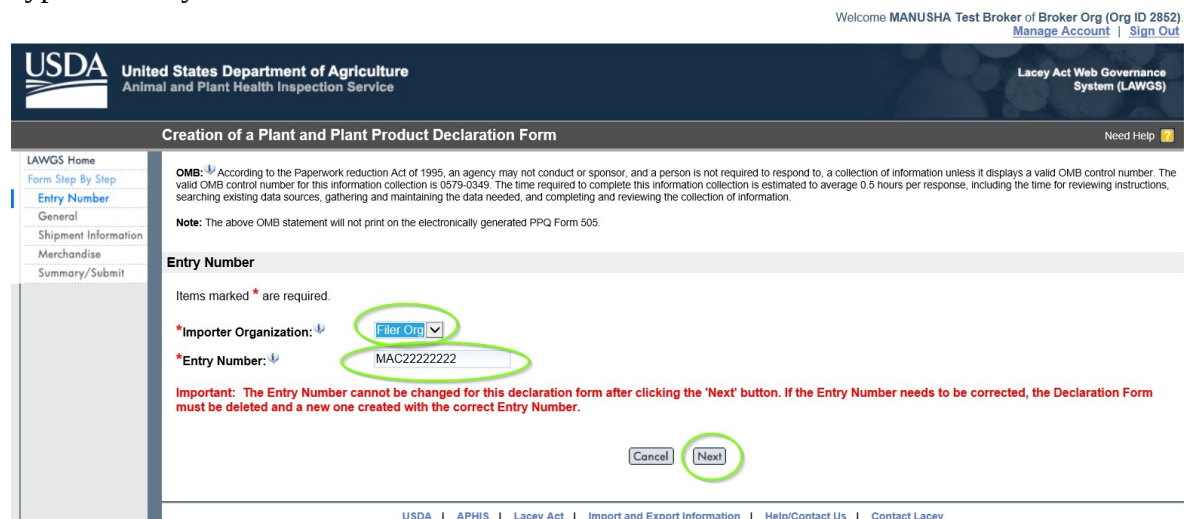 Welcome MANUSHA Test Broker of Broker Org (Org ID 2852).
Manage Account | Sign Out
USDA
United States Department of Agriculture
Animal and Plant Health Inspection Service
Lacey Act Web Governance
System (LAWGS)
Creation of a Plant and Plant Product Declaration Form
Need Help ?
LAWGS Home
Form Step By Step
Entry Number
General
Shipment Information
Merchandise
Summary/Submit
OMB: According to the Paperwork reduction Act of 1995, an agency may not conduct or sponsor, and a person is not required to respond to, a collection of information unless it displays a valid OMB control number. The
valid OMB control number for this information collection is 0579-0349. The time required to complete this information collection is estimated to average 0.5 hours per response, including the time for reviewing instructions,
searching existing data sources, gathering and maintaining the data needed, and completing and reviewing the collection of information.
Note: The above OMB statement will not print on the electronically generated PPQ Form 505.
Entry Number
Items marked * are required.
*Importer Organization: Filer Org
*Entry Number: MAC22222222
Important: The Entry Number cannot be changed for this declaration form after clicking the 'Next' button. If the Entry Number needs to be corrected, the Declaration Form
must be deleted and a new one created with the correct Entry Number.
Cancel Next
USDA | APHIS | Lacey Act | Import and Export Information | Help/Contact Us | Contact Lacey